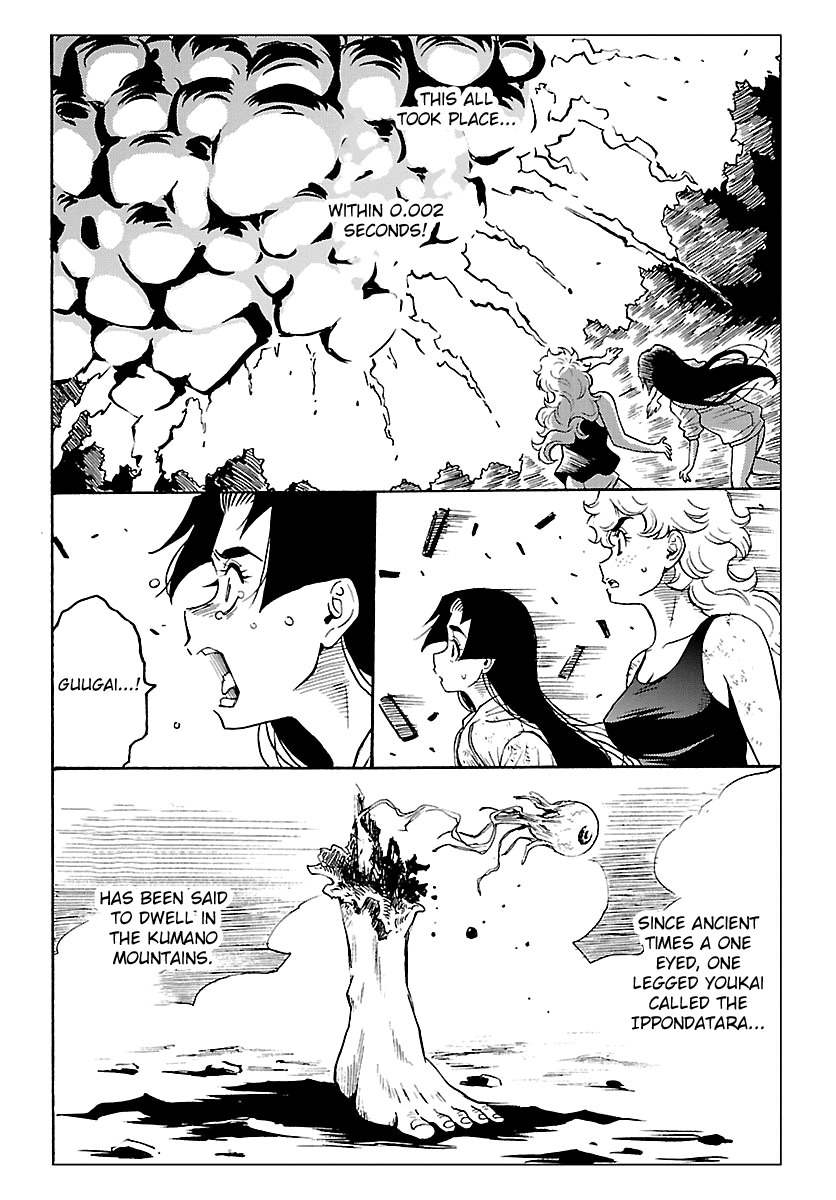 THIS ALL
TOOK PLACE...
WITHIN 0.002
SECONDS!
GUUGAI...!
SINCE ANCIENT
TIMES A ONE
EYED, ONE
LEGGED YOUKAI
CALLED THE
IPPONDATARA...
HAS BEEN SAID
TO DWELL IN
THE KUMANO
MOUNTAINS.